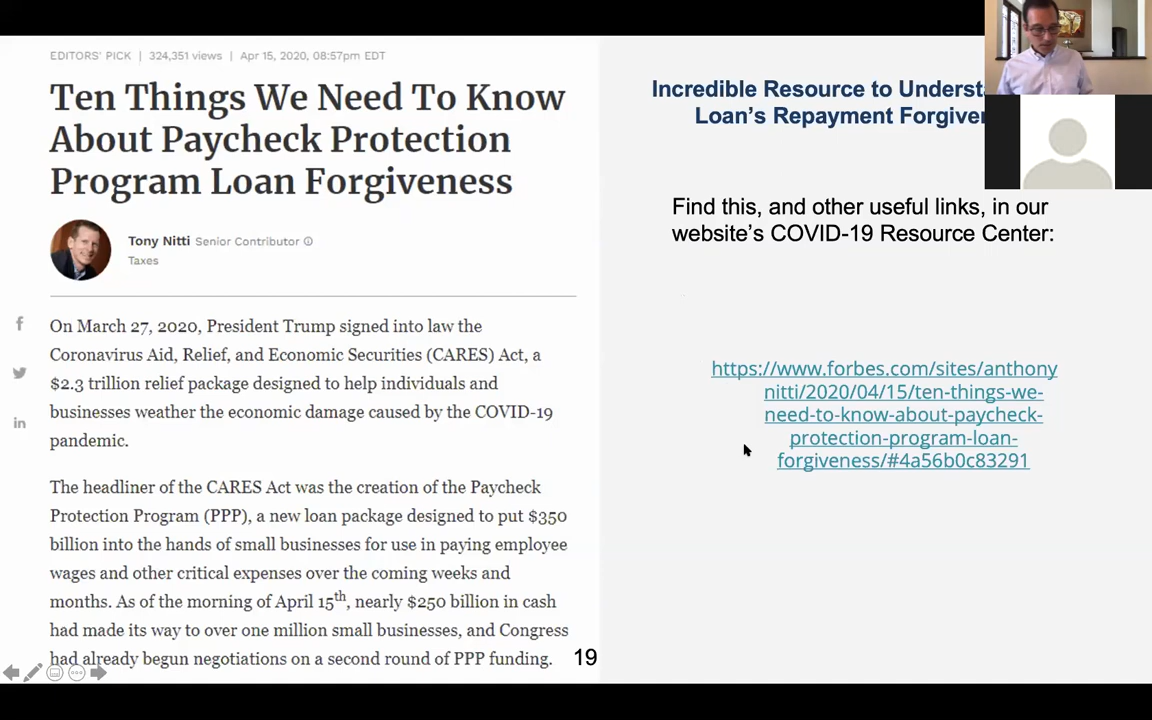 EDITORS' PICK | 324,351 views | Apr 15, 2020, 08:57pm EDT
Ten Things We Need To Know
About Paycheck Protection
Program Loan Forgiveness
Tony Nitti Senior Contributor
Taxes
On March 27, 2020, President Trump signed into law the
Coronavirus Aid, Relief, and Economic Securities (CARES) Act, a
$2.3 trillion relief package designed to help individuals and
businesses weather the economic damage caused by the COVID-19
pandemic.
The headliner of the CARES Act was the creation of the Paycheck
Protection Program (PPP), a new loan package designed to put $350
billion into the hands of small businesses for use in paying employee
wages and other critical expenses over the coming weeks and
months. As of the morning of April 15th, nearly $250 billion in cash
had made its way to over one million small businesses, and Congress
had already begun negotiations on a second round of PPP funding.
19
Incredible Resource to
Loan's Repayment
Find this, and other useful links, in our
website's COVID-19 Resource Center:
https://www.forbes.com/sites/anthony
nitti/2020/04/15/ten-things-we-
need-to-know-about-paycheck-
protection-program-loan-
forgiveness/#4a56b0c83291